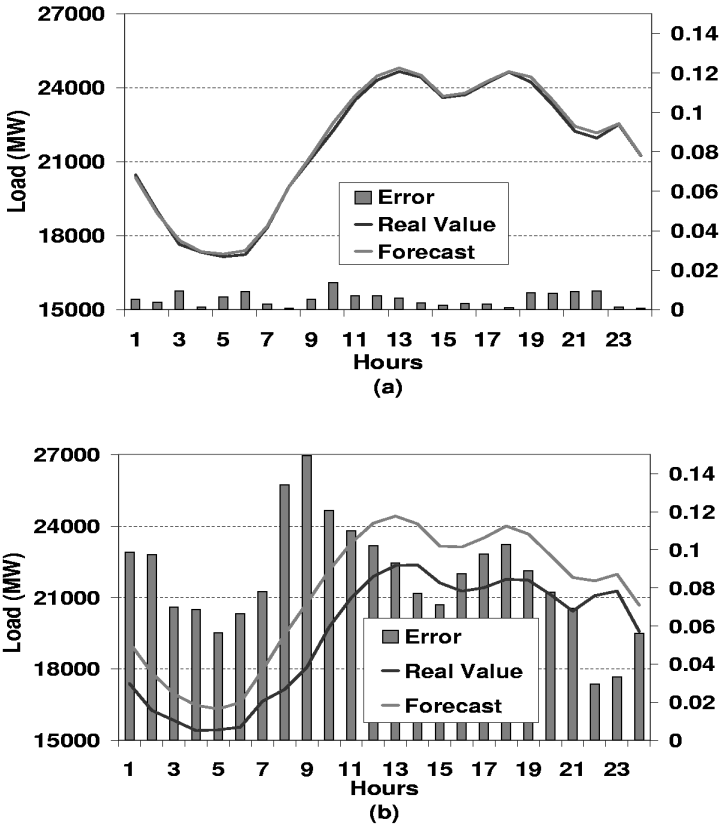 27000
24000
21000
18000
15000
Load (MW)
0.14
0.12
0.1
0.08
0.06
0.04
0.02
0
Error
Real Value
Forecast
1 3 5 7 9 11 13 15 17 19 21 23
Hours
(a)
27000
24000
21000
18000
15000
Load (MW)
0.14
0.12
0.1
0.08
0.06
0.04
0.02
0
Error
Real Value
Forecast
1 3 5 7 9 11 13 15 17 19 21 23
Hours
(b)